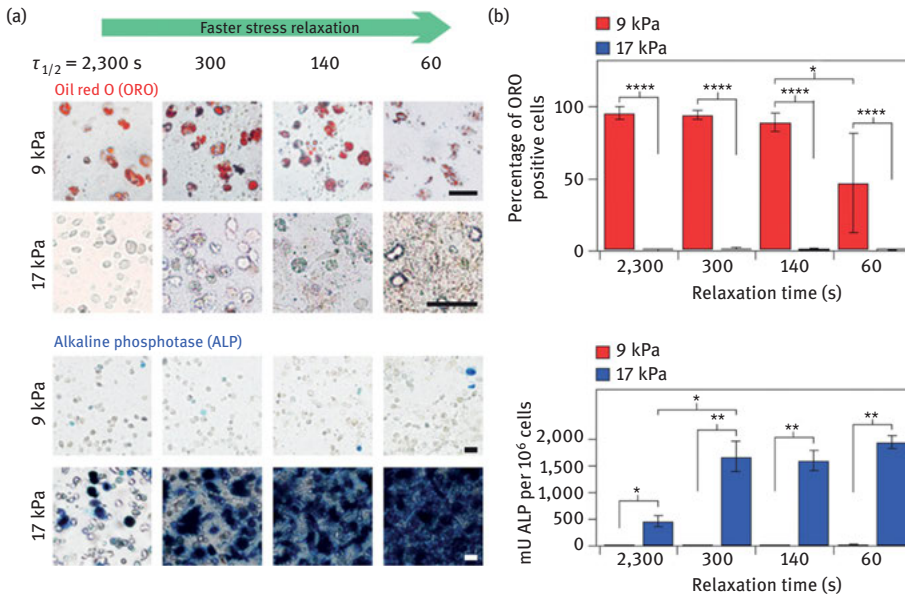 (a)
Faster stress relaxation
τ1/2 = 2,300 s 300 140 60
Oil red O (ORO)
9 kPa
17 kPa
Alkaline phosphotase (ALP)
9 kPa
17 kPa
(b)
9 kPa
17 kPa
Percentage of ORO
positive cells
100
50
0
**** **** * **** ****
2,300 300 140 60
Relaxation time (s)
9 kPa
17 kPa
mU ALP per 10⁶ cells
2,000
1,500
1,000
500
0
* * ** ** **
2,300 300 140 60
Relaxation time (s)